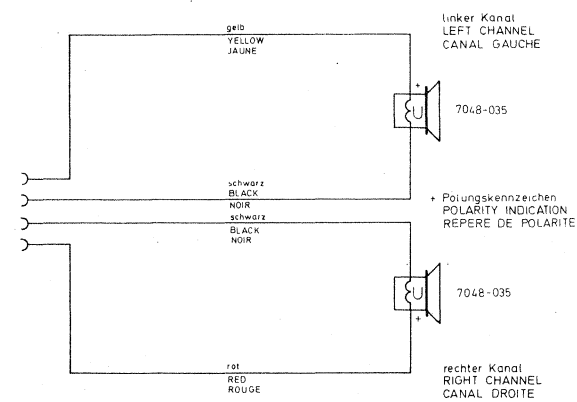 linker Kanal
LEFT CHANNEL
CANAL GAUCHE
gelb
YELLOW
JAUNE
+
7048-035
schwarz
BLACK
NOIR
+ Polungskennzeichen
POLARITY INDICATION
REPERE DE POLARITE
schwarz
BLACK
NOIR
7048-035
+
rot
RED
ROUGE
rechter Kanal
RIGHT CHANNEL
CANAL DROITE